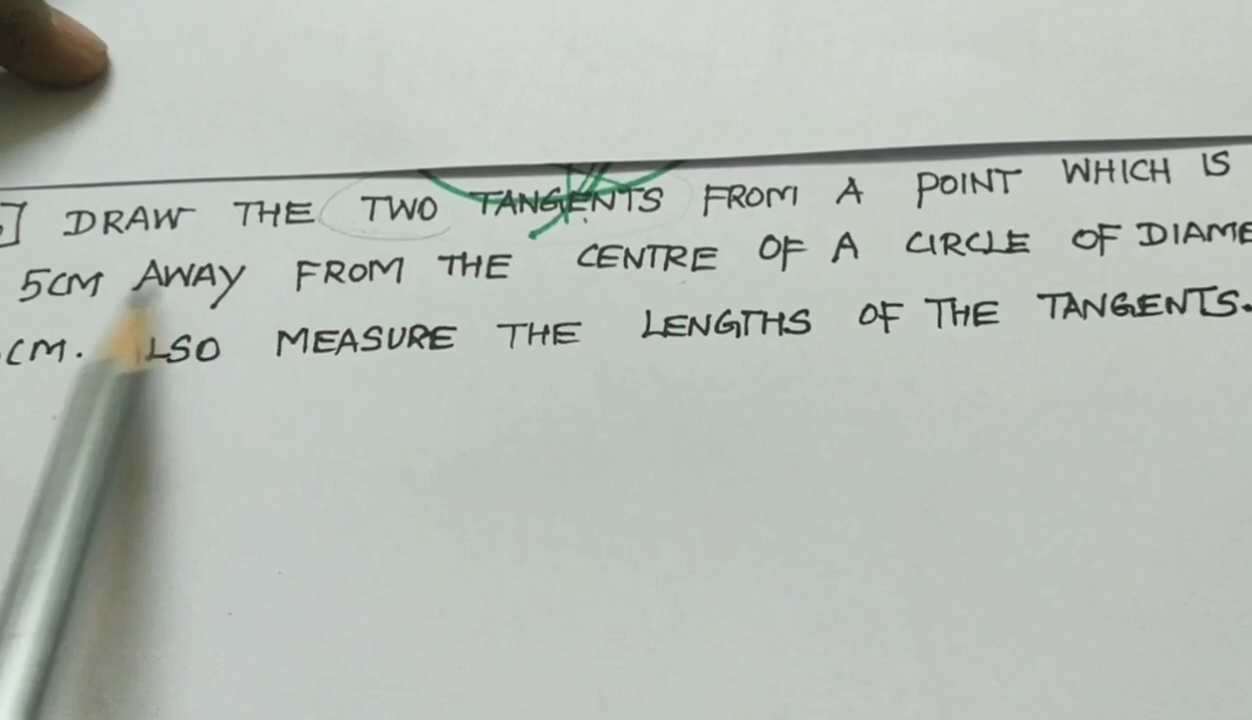 ] DRAW THE TWO TANGENTS FROM A POINT WHICH IS
5CM AWAY FROM THE CENTRE OF A CIRCLE OF DIAME
CM. ALSO MEASURE THE LENGTHS OF THE TANGENTS.